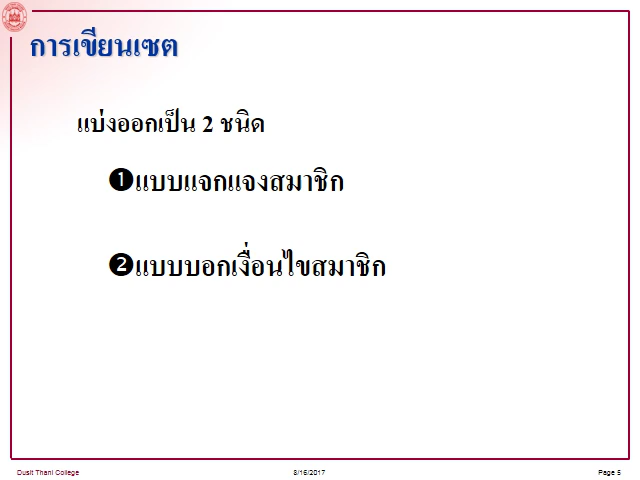 การเขียนเซต
แบ่งออกเป็น 2 ชนิด
❶แบบแจกแจงสมาชิก
❷แบบบอกเงื่อนไขสมาชิก
Dusit Thani College 8/16/2017 Page 5